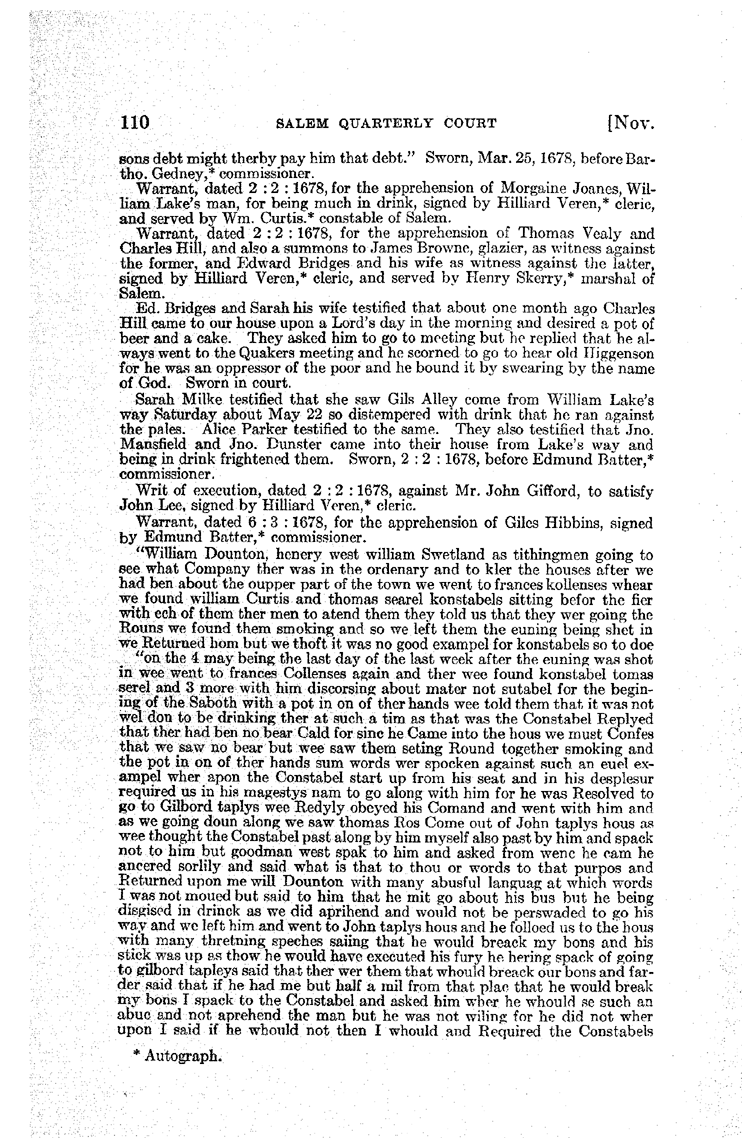 110 SALEM QUARTERLY COURT [Nov.
sons debt might therby pay him that debt." Sworn, Mar. 25, 1678, before Bar-
tho. Gedney,* commissioner.
Warrant, dated 2 : 2 : 1678, for the apprehension of Morgaine Joanes, Wil-
liam Lake's man, for being much in drink, signed by Hilliard Veren,* cleric,
and served by Wm. Curtis.* constable of Salem.
Warrant, dated 2 : 2 : 1678, for the apprehension of Thomas Vealy and
Charles Hill, and also a summons to James Browne, glazier, as witness against
the former, and Edward Bridges and his wife as witness against the latter,
signed by Hilliard Veren,* cleric, and served by Henry Skerry,* marshal of
Salem.
Ed. Bridges and Sarah his wife testified that about one month ago Charles
Hill came to our house upon a Lord's day in the morning and desired a pot of
beer and a cake. They asked him to go to meeting but he replied that he al-
ways went to the Quakers meeting and he scorned to go to hear old Higgenson
for he was an oppressor of the poor and he bound it by swearing by the name
of God. Sworn in court.
Sarah Milke testified that she saw Gils Alley come from William Lake's
way Saturday about May 22 so distempered with drink that he ran against
the pales. Alice Parker testified to the same. They also testified that Jno.
Mansfield and Jno. Dunster came into their house from Lake's way and
being in drink frightened them. Sworn, 2 : 2 : 1678, before Edmund Batter,*
commissioner.
Writ of execution, dated 2 : 2 : 1678, against Mr. John Gifford, to satisfy
John Lee, signed by Hilliard Veren,* cleric.
Warrant, dated 6 : 3 : 1678, for the apprehension of Giles Hibbins, signed
by Edmund Batter,* commissioner.
"William Dounton, henery west william Swetland as tithingmen going to
see what Company ther was in the ordenary and to kler the houses after we
had ben about the oupper part of the town we went to frances kollenses whear
we found william Curtis and thomas searel konstabels sitting befor the fier
with ech of them ther men to atend them they told us that they wer going the
Rouns we found them smoking and so we left them the euning being shet in
we Returned hom but we thoft it was no good exampel for konstabels so to doe
"on the 4 may being the last day of the last week after the euning was shot
in wee went to frances Collenses again and ther wee found konstabel tomas
serel and 3 more with him discorsing about mater not sutabel for the begin-
ing of the Saboth with a pot in on of ther hands wee told them that it was not
wel don to be drinking ther at such a tim as that was the Constabel Replyed
that ther had ben no bear Cald for sinc he Came into the hous we must Confes
that we saw no bear but wee saw them seting Round together smoking and
the pot in on of ther hands sum words wer spocken against such an euel ex-
ampel wher apon the Constabel start up from his seat and in his desplesur
required us in his magestys nam to go along with him for he was Resolved to
go to Gilbord taplys wee Redyly obeyed his Comand and went with him and
as we going doun along we saw thomas Ros Come out of John taplys hous as
wee thought the Constabel past along by him myself also past by him and spack
not to him but goodman west spak to him and asked from wenc he cam he
ancered sorlily and said what is that to thou or words to that purpos and
Returned upon me will Dounton with many abusful languag at which words
I was not moued but said to him that he mit go about his bus but he being
disgised in drinck as we did aprihend and would not be perswaded to go his
way and we left him and went to John taplys hous and he folloed us to the hous
with many thretning speches saiing that he would breack my bons and his
stick was up as thow he would have executed his fury he hering spack of going
to gilbord tapleys said that ther wer them that whould breack our bons and far-
der said that if he had me but half a mil from that plac that he would break
my bons I spack to the Constabel and asked him wher he whould se such an
abuc and not aprehend the man but he was not wiling for he did not wher
upon I said if he whould not then I whould and Required the Constabels
* Autograph.